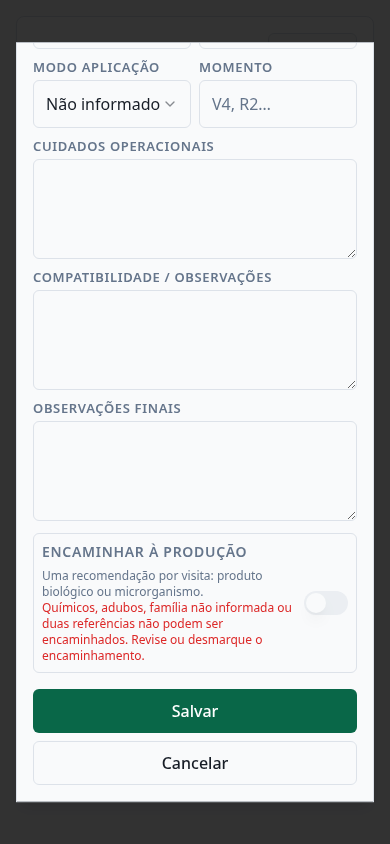 MODO APLICAÇÃO
MOMENTO
Não informado
V4, R2...
CUIDADOS OPERACIONAIS
COMPATIBILIDADE / OBSERVAÇÕES
OBSERVAÇÕES FINAIS
ENCAMINHAR À PRODUÇÃO
Uma recomendação por visita: produto
biológico ou microrganismo.
Químicos, adubos, família não informada ou
duas referências não podem ser
encaminhados. Revise ou desmarque o
encaminhamento.
Salvar
Cancelar